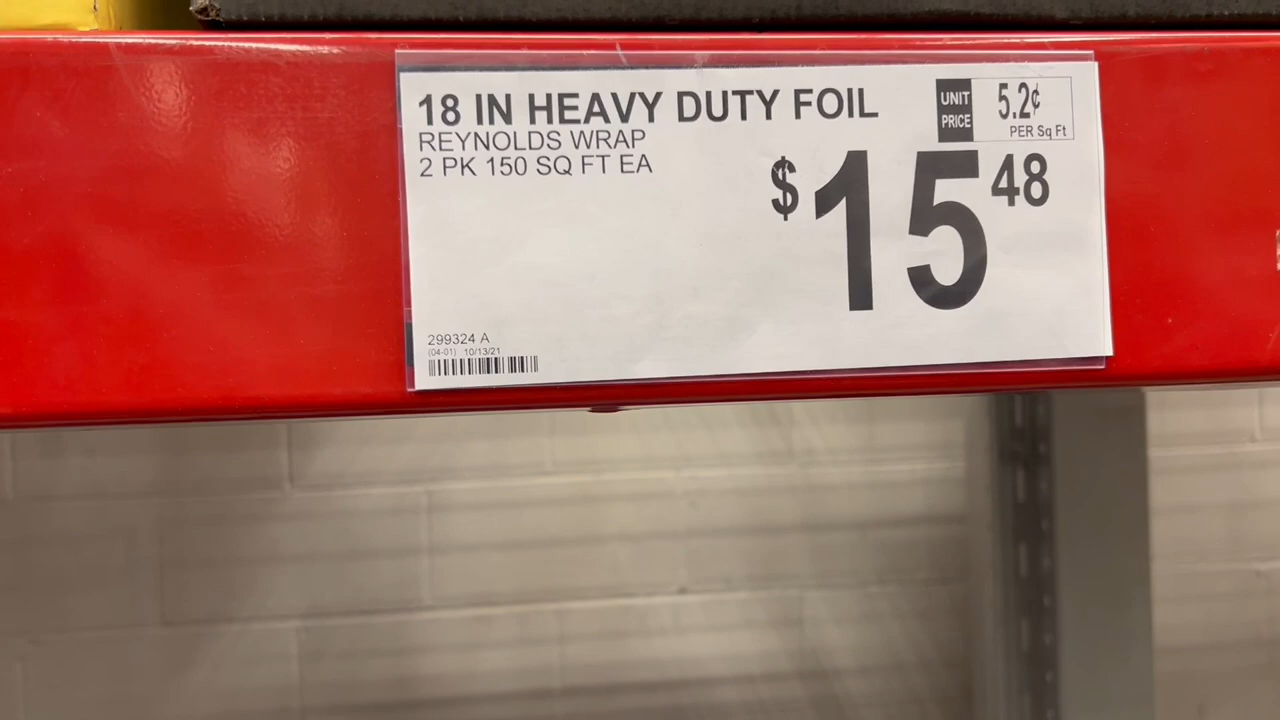 18 IN HEAVY DUTY FOIL
REYNOLDS WRAP
2 PK 150 SQ FT EA
UNIT
PRICE
5.2¢
PER Sq Ft
$15 48
299324 A
(04-01) 10/13/21